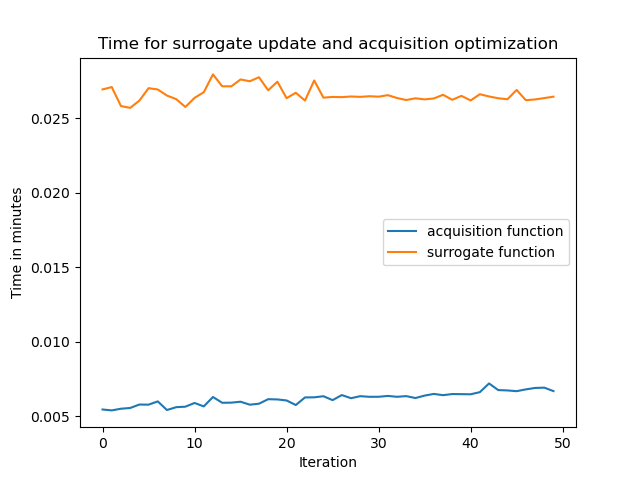 Time for surrogate update and acquisition optimization
0.025
0.020
0.015
0.010
0.005
Time in minutes
acquisition function
surrogate function
0 10 20 30 40 50
Iteration